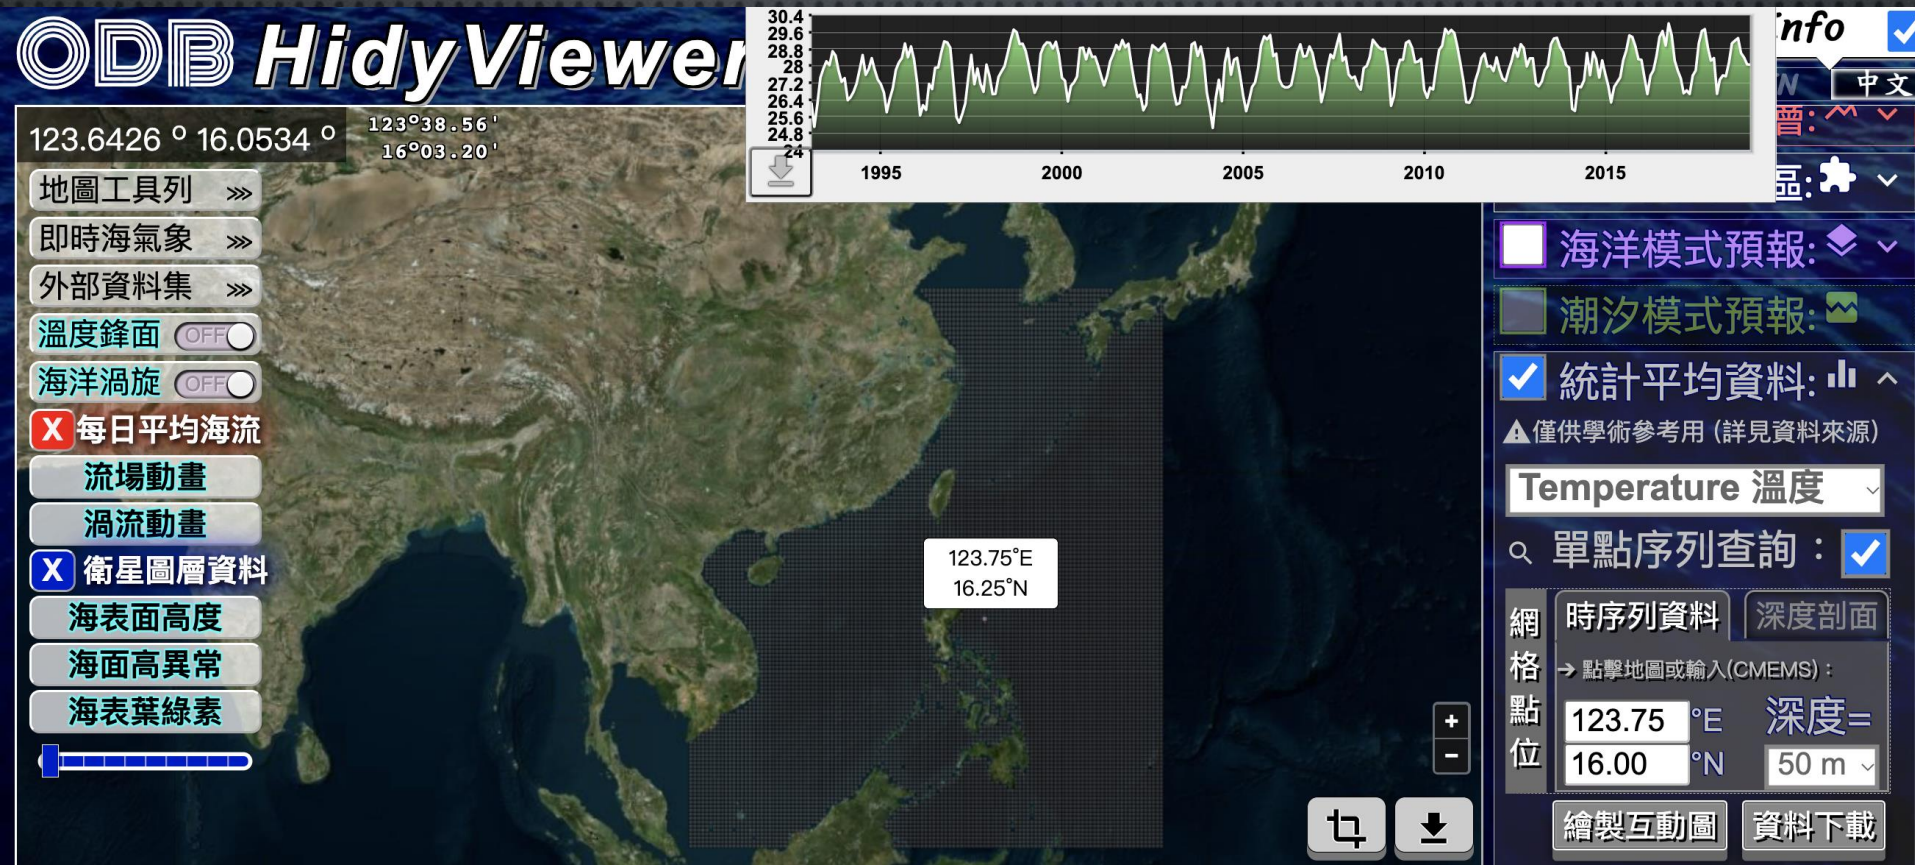 ODB HidyViewer
30.4
29.6
28.8
28
27.2
26.4
25.6
24.8
24
1995 2000 2005 2010 2015
nfo
中文
123.6426 ° 16.0534 °
123°38.56'
16°03.20'
地圖工具列 >>>
即時海氣象 >>>
外部資料集 >>>
溫度鋒面 OFF
海洋渦旋 OFF
X 每日平均海流
流場動畫
渦流動畫
X 衛星圖層資料
海表面高度
海面高異常
海表葉綠素
123.75°E
16.25°N
+
−
層:
區:
海洋模式預報:
潮汐模式預報:
統計平均資料:
僅供學術參考用 (詳見資料來源)
Temperature 溫度
單點序列查詢：
網格點位
時序列資料 深度剖面
→ 點擊地圖或輸入(CMEMS)：
123.75 °E 深度=
16.00 °N 50 m
繪製互動圖 資料下載